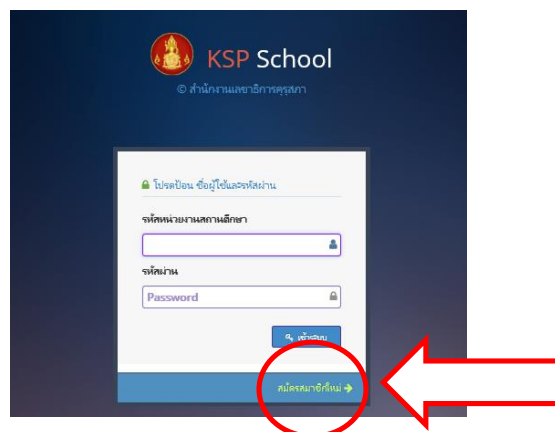 KSP School
© สำนักงานเลขาธิการคุรุสภา
โปรดป้อน ชื่อผู้ใช้และรหัสผ่าน
รหัสหน่วยงานสถานศึกษา
รหัสผ่าน
Password
เข้าระบบ
สมัครสมาชิกใหม่